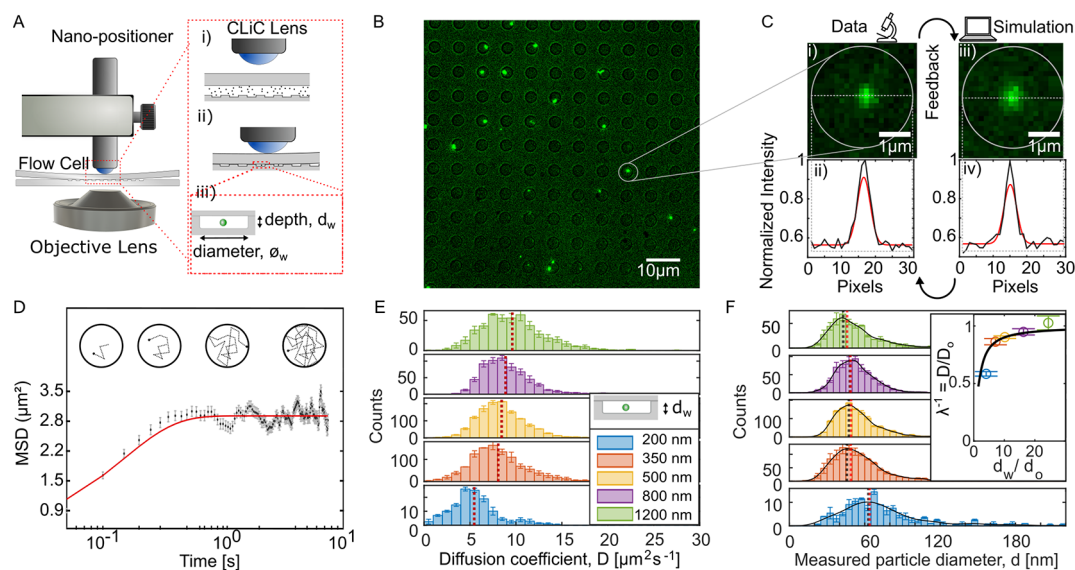 A
Nano-positioner
Flow Cell
Objective Lens
i)
CLiC Lens
ii)
iii)
depth, dw
diameter, øw
B
10µm
C
Data
Simulation
Feedback
i)
1µm
iii)
1µm
Normalized Intensity
ii)
1
0.8
0.6
0 10 20 30
Pixels
iv)
1
0.8
0.6
0 10 20 30
Pixels
D
MSD (µm²)
3.5
2.9
2.2
1.5
0.9
10⁻¹ 10⁰ 10¹
Time [s]
E
Counts
50
0
50
0
100
0
100
0
10
0
0 5 10 15 20 25 30
Diffusion coefficient, D [µm²s⁻¹]
dw
200 nm
350 nm
500 nm
800 nm
1200 nm
F
Counts
50
0
50
0
100
0
100
0
10
0
0 60 120 180
Measured particle diameter, d [nm]
λ⁻¹ = D/Do
1
0.5
0
0 10 20
dw/do